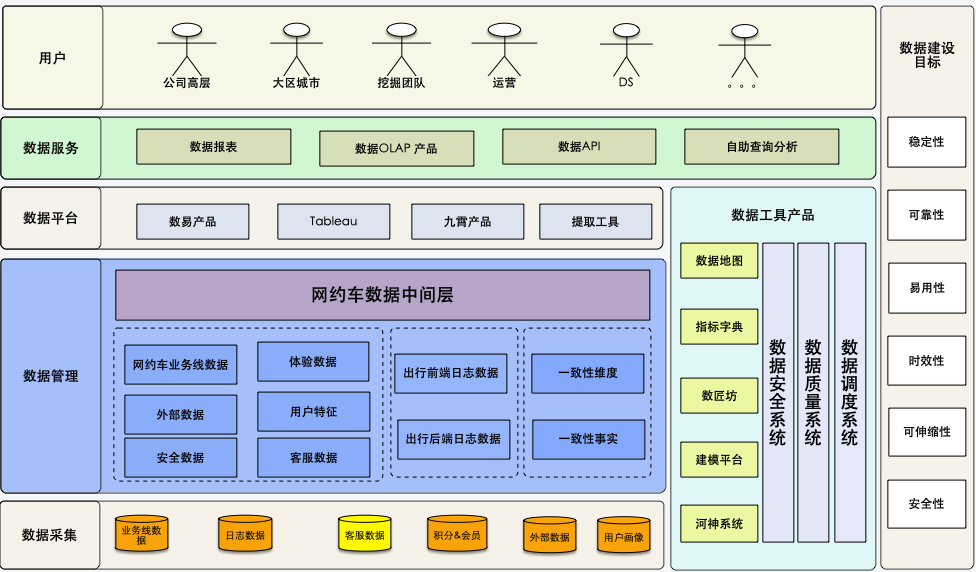 用户
公司高层
大区城市
挖掘团队
运营
DS
。。。
数据服务
数据报表
数据OLAP 产品
数据API
自助查询分析
数据平台
数易产品
Tableau
九霄产品
提取工具
数据管理
网约车数据中间层
网约车业务线数据
体验数据
外部数据
用户特征
安全数据
客服数据
出行前端日志数据
出行后端日志数据
一致性维度
一致性事实
数据采集
业务线数
据
日志数据
客服数据
积分&会员
外部数据
用户画像
数据工具产品
数据地图
指标字典
数匠坊
建模平台
河神系统
数据安全系统
数据质量系统
数据调度系统
数据建设
目标
稳定性
可靠性
易用性
时效性
可伸缩性
安全性